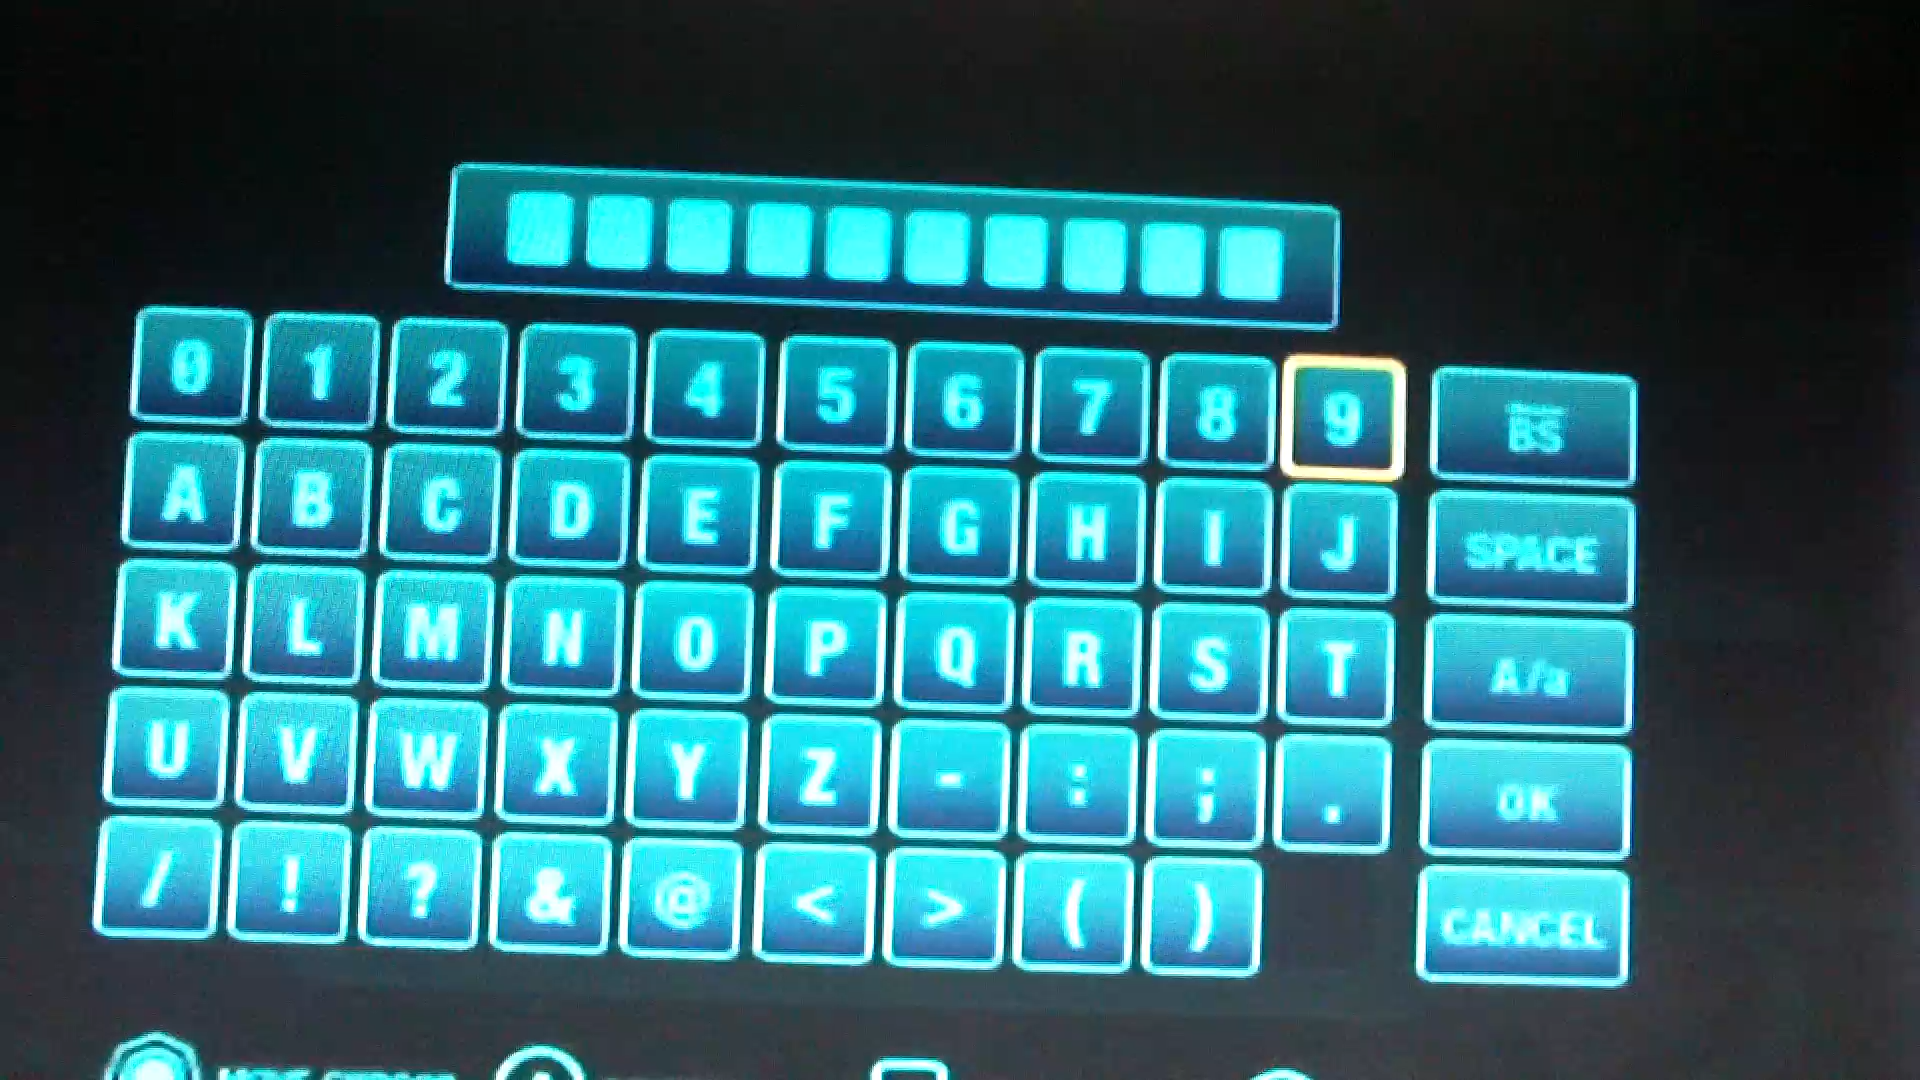 0 1 2 3 4 5 6 7 8 9 BS
A B C D E F G H I J SPACE
K L M N O P Q R S T A/a
U V W X Y Z - : ; . OK
/ ! ? & @ < > ( ) CANCEL